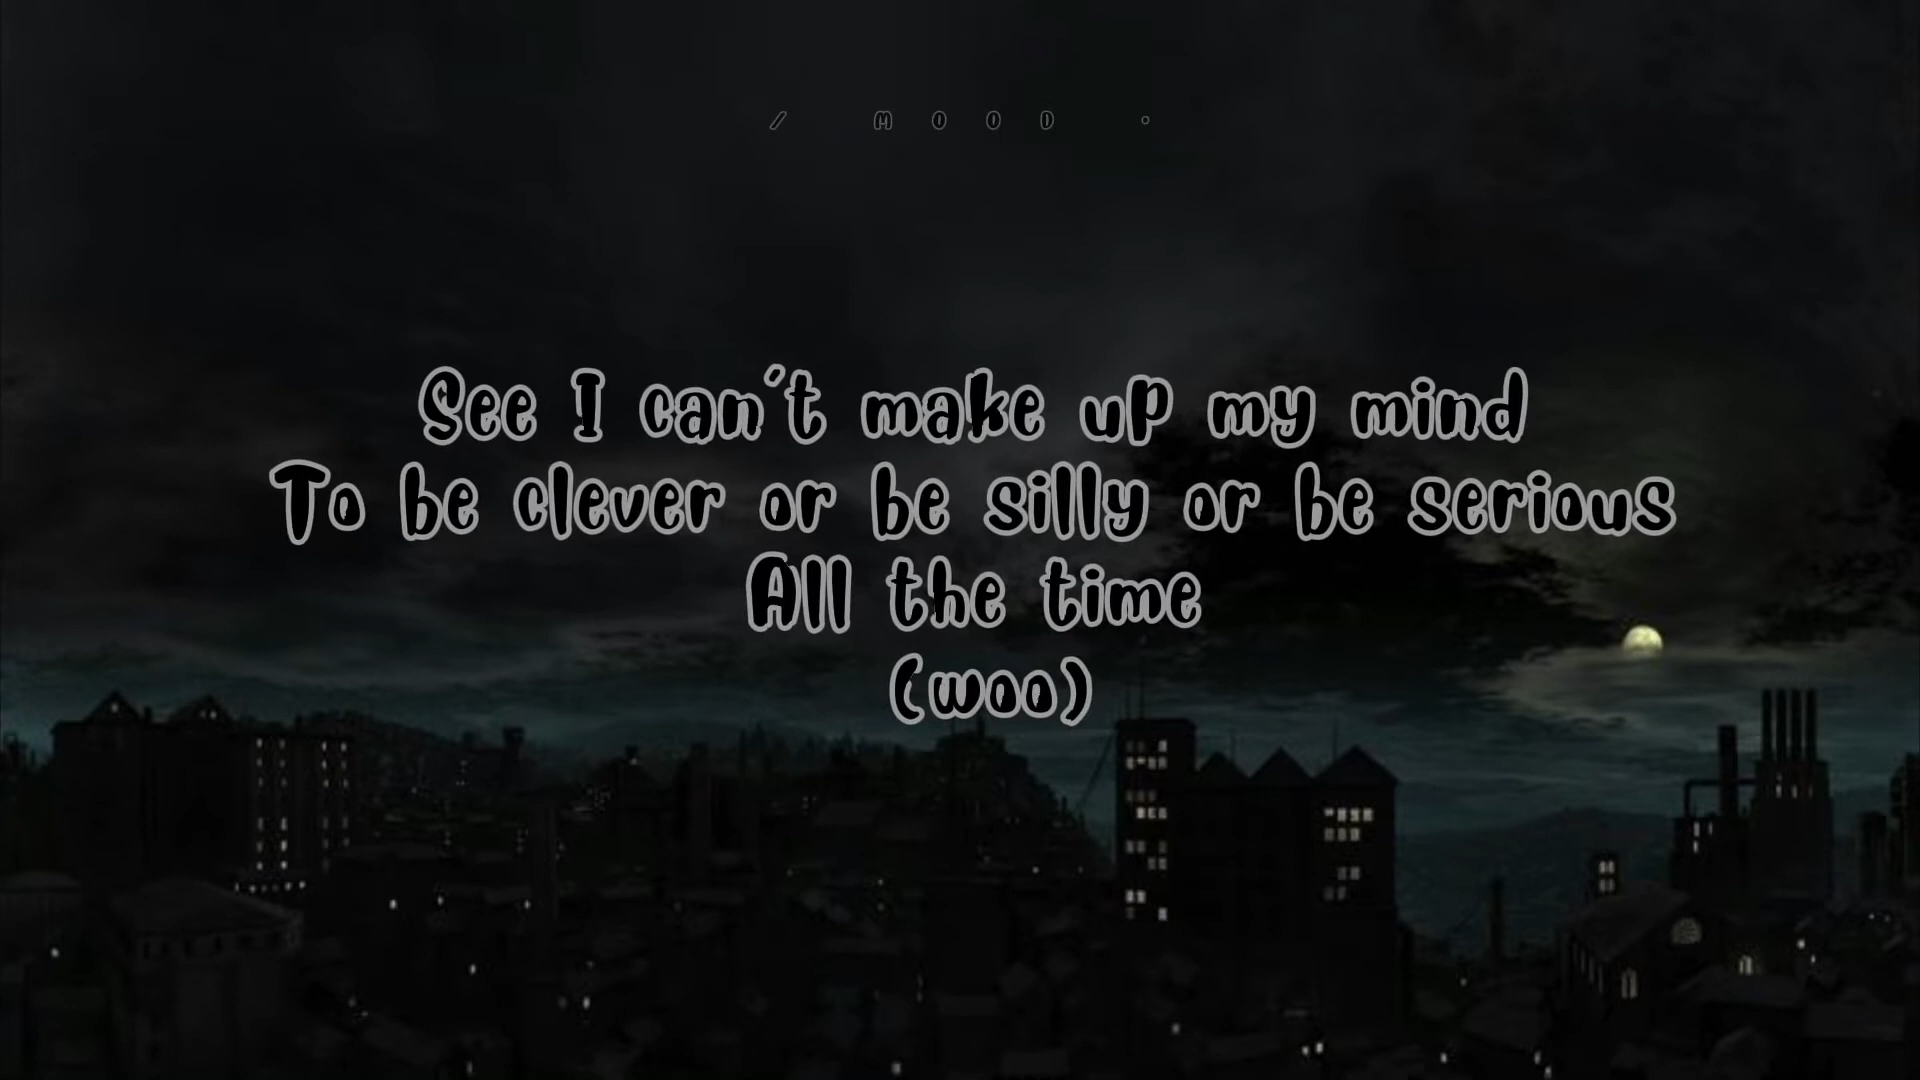 / MOOD •
See I can't make up my mind
To be clever or be silly or be serious
All the time
(woo)